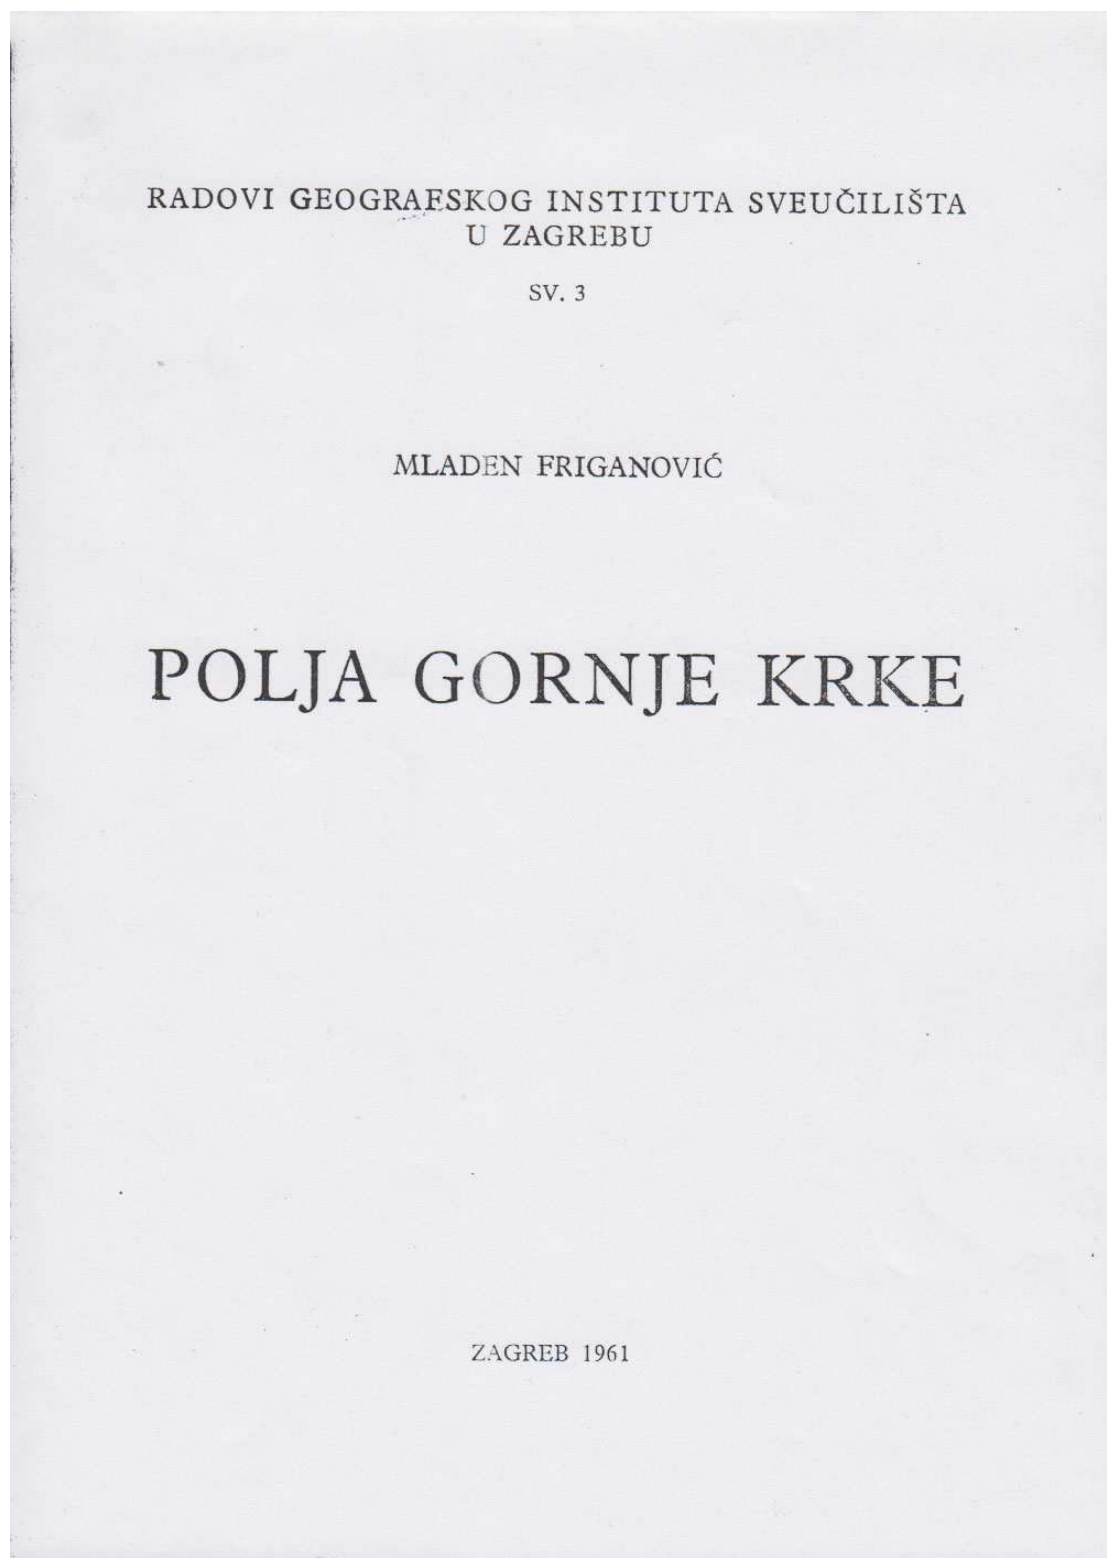 RADOVI GEOGRAFSKOG INSTITUTA SVEUČILIŠTA
U ZAGREBU
SV. 3
MLADEN FRIGANOVIĆ
POLJA GORNJE KRKE
ZAGREB 1961